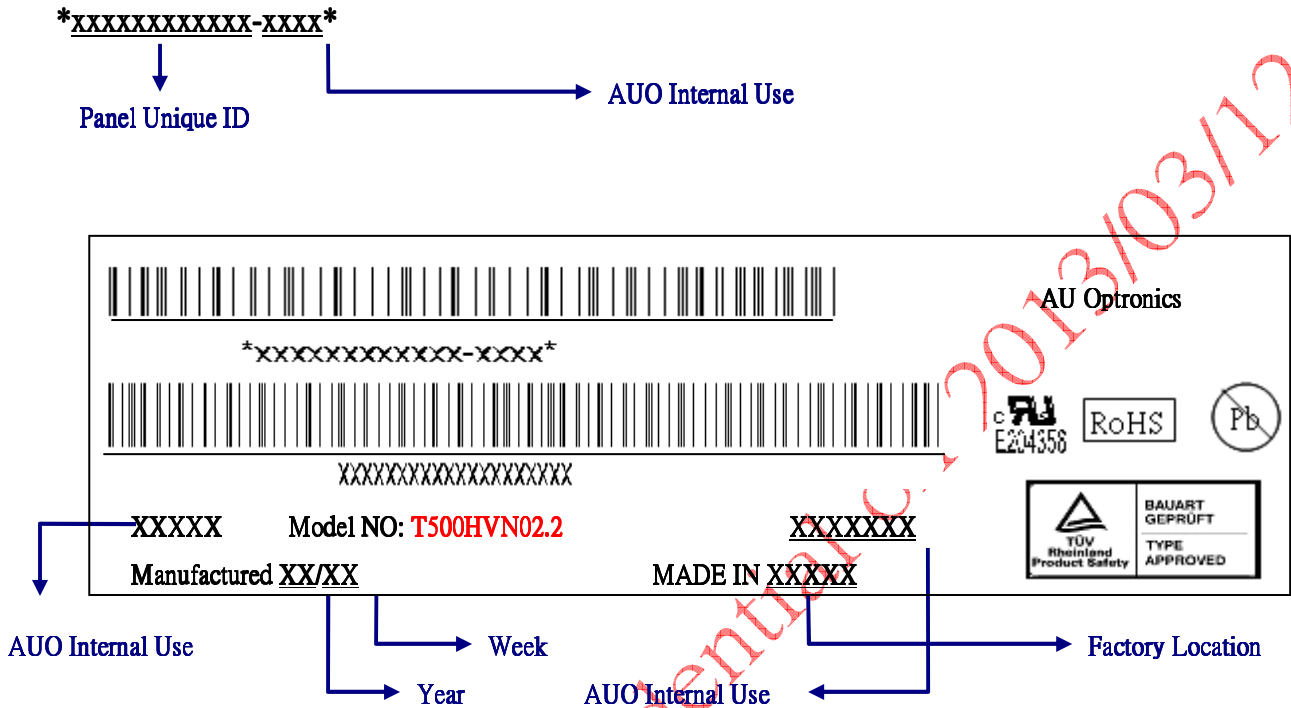 *XXXXXXXXXXXX-XXXX*
AUO Internal Use
Panel Unique ID
AU Optronics
*XXXXXXXXXXXX-XXXX*
c
E204356
RoHS
Pb
XXXXXXXXXXXXXXXXXXXX
XXXXX Model NO: T500HVN02.2 XXXXXXX
Manufactured XX/XX MADE IN XXXXX
TÜV
Rheinland
Product Safety
BAUART
GEPRÜFT
TYPE
APPROVED
AUO Internal Use
Week
Factory Location
Year
AUO Internal Use
2013/03/12